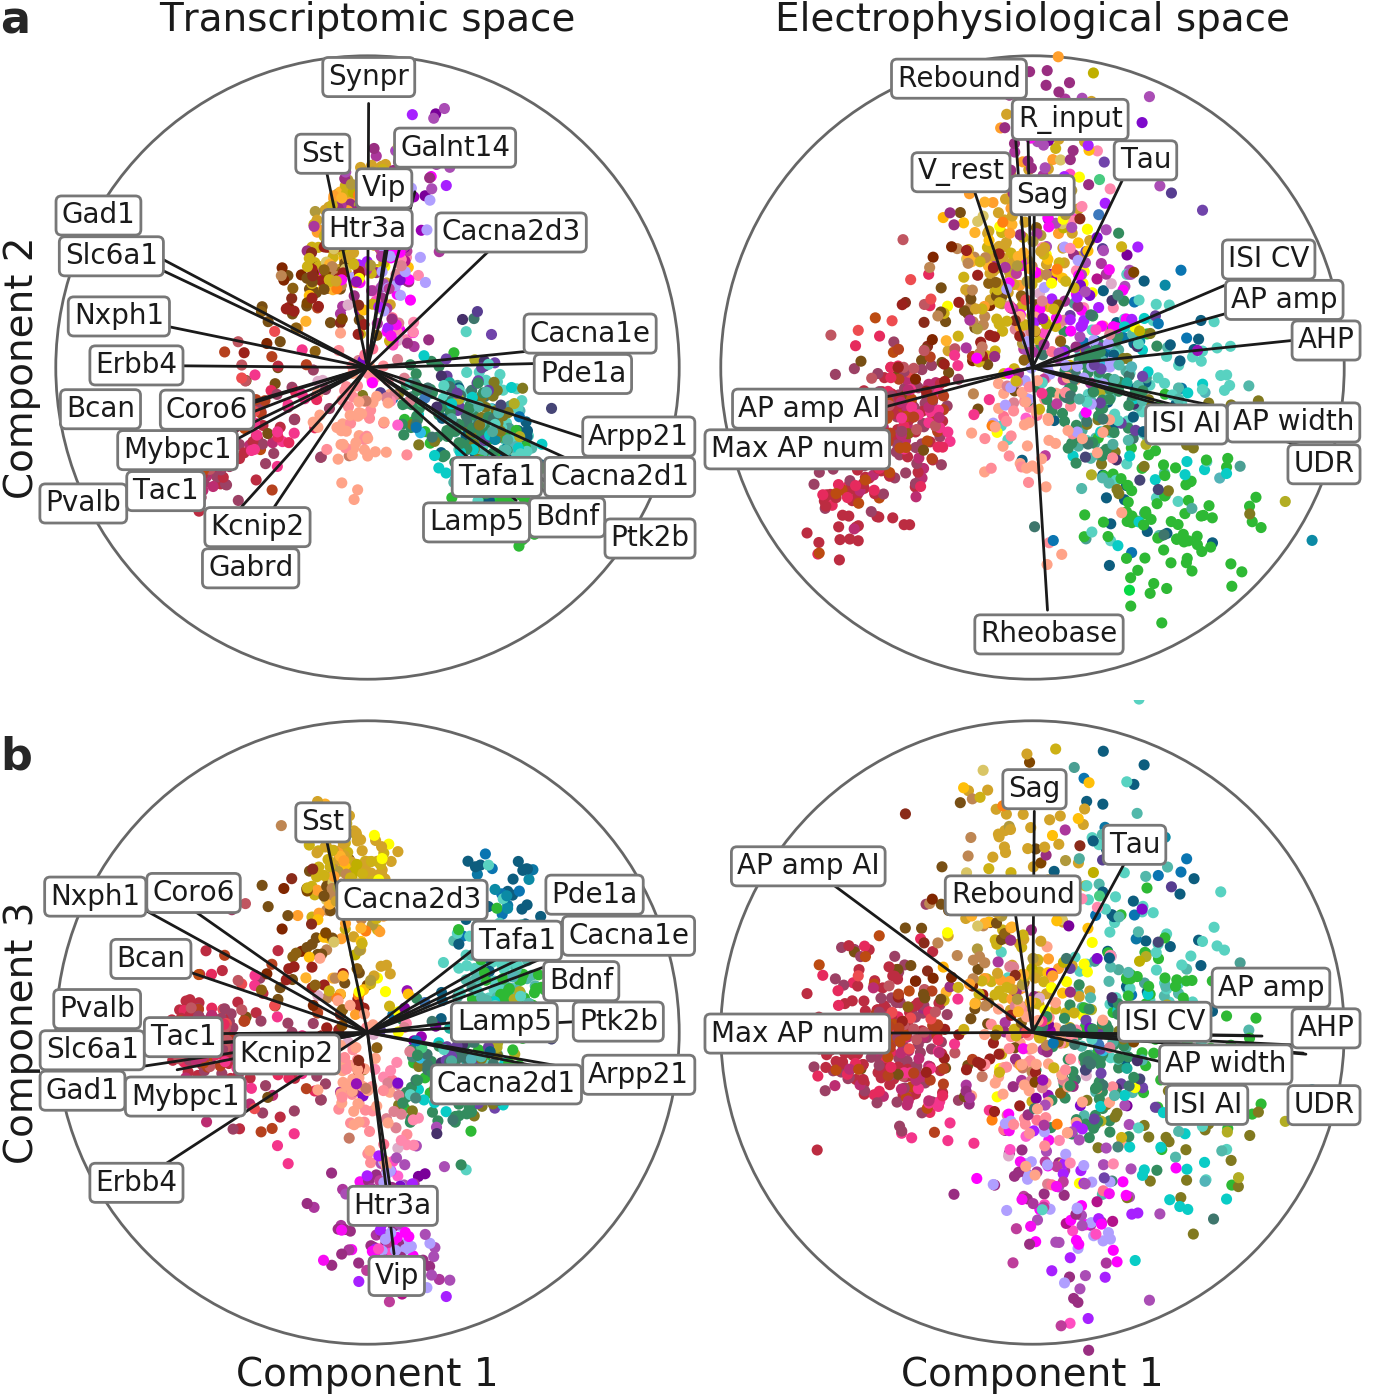 a
Transcriptomic space
Electrophysiological space
Synpr
Sst
Galnt14
Vip
Gad1
Htr3a
Cacna2d3
Slc6a1
Nxph1
Cacna1e
Erbb4
Pde1a
Bcan
Coro6
Arpp21
Mybpc1
Tafa1
Cacna2d1
Pvalb
Tac1
Lamp5
Bdnf
Kcnip2
Ptk2b
Gabrd
Component 2
Rebound
R_input
V_rest
Tau
Sag
ISI CV
AP amp
AHP
AP amp AI
ISI AI
AP width
Max AP num
UDR
Rheobase
b
Sst
Nxph1
Coro6
Cacna2d3
Pde1a
Tafa1
Cacna1e
Bcan
Bdnf
Pvalb
Tac1
Lamp5
Ptk2b
Slc6a1
Kcnip2
Gad1
Mybpc1
Cacna2d1
Arpp21
Erbb4
Htr3a
Vip
Component 3
Component 1
Sag
Tau
AP amp AI
Rebound
AP amp
Max AP num
ISI CV
AHP
AP width
ISI AI
UDR
Component 1